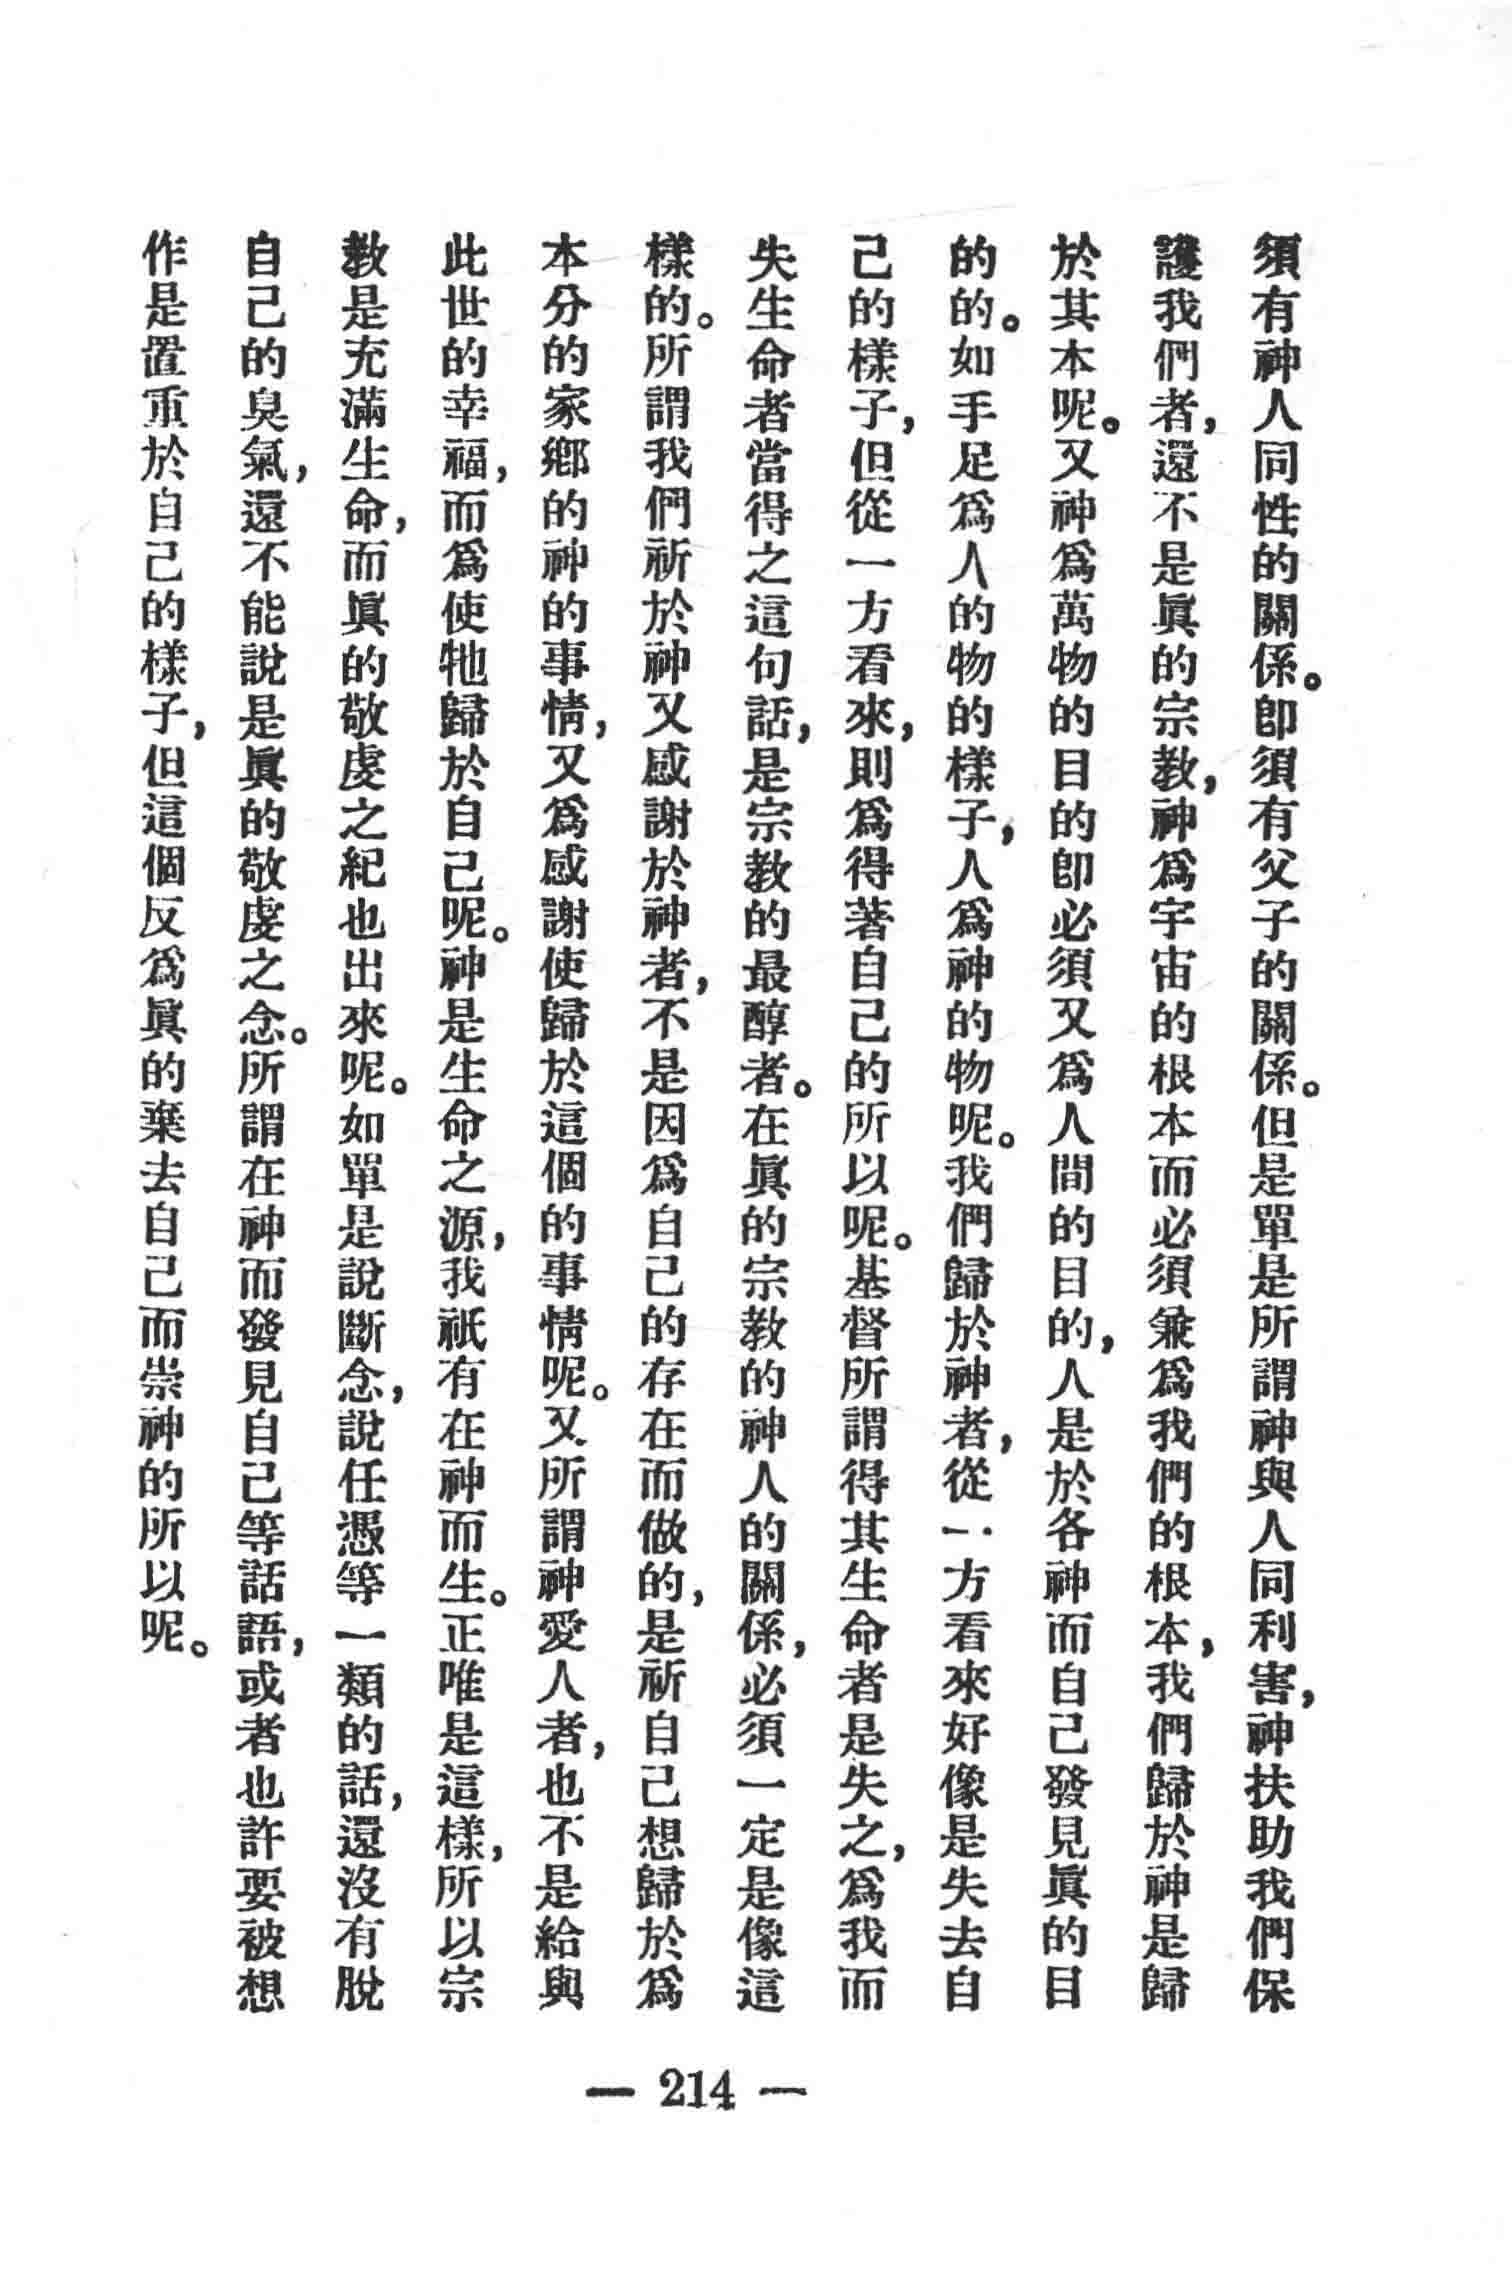 須有神人同性的關係。卽須有父子的關係。但是單是所謂神與人同利害，神扶助我們保
護我們者，還不是眞的宗教，神爲宇宙的根本而必須兼爲我們的根本，我們歸於神是歸
於其本呢。又神爲萬物的目的卽必須又爲人間的目的，人是於各神而自己發見眞的目
的的。如手足爲人的物的樣子，人爲神的物呢。我們歸於神者，從一方看來好像是失去自
己的樣子，但從一方看來，則爲得著自己的所以呢。基督所謂得其生命者是失之，爲我而
失生命者當得之這句話，是宗教的最醇者。在眞的宗教的神人的關係，必須一定是像這
樣的。所謂我們祈於神又感謝於神者，不是因爲自己的存在而做的，是祈自己想歸於爲
本分的家鄉的神的事情，又爲感謝使歸於這個的事情呢。又所謂神愛人者，也不是給與
此世的幸福，而爲使牠歸於自己呢。神是生命之源，我祇有在神而生。正唯是這樣，所以宗
教是充滿生命，而眞的敬虔之紀也出來呢。如單是說斷念，說任憑等一類的話，還沒有脫
自己的臭氣，還不能說是眞的敬虔之念。所謂在神而發見自己等話語，或者也許要被想
作是置重於自己的樣子，但這個反爲眞的棄去自己而崇神的所以呢。
— 214 —